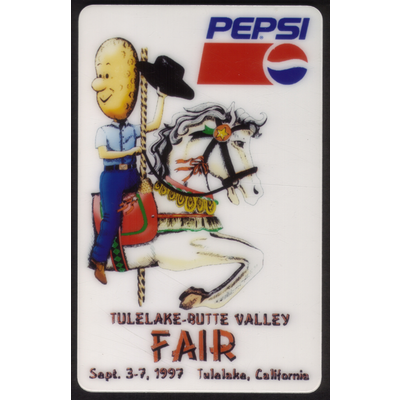 PEPSI
TULELAKE-BUTTE VALLEY
FAIR
Sept. 3-7, 1997 Tulelake, California